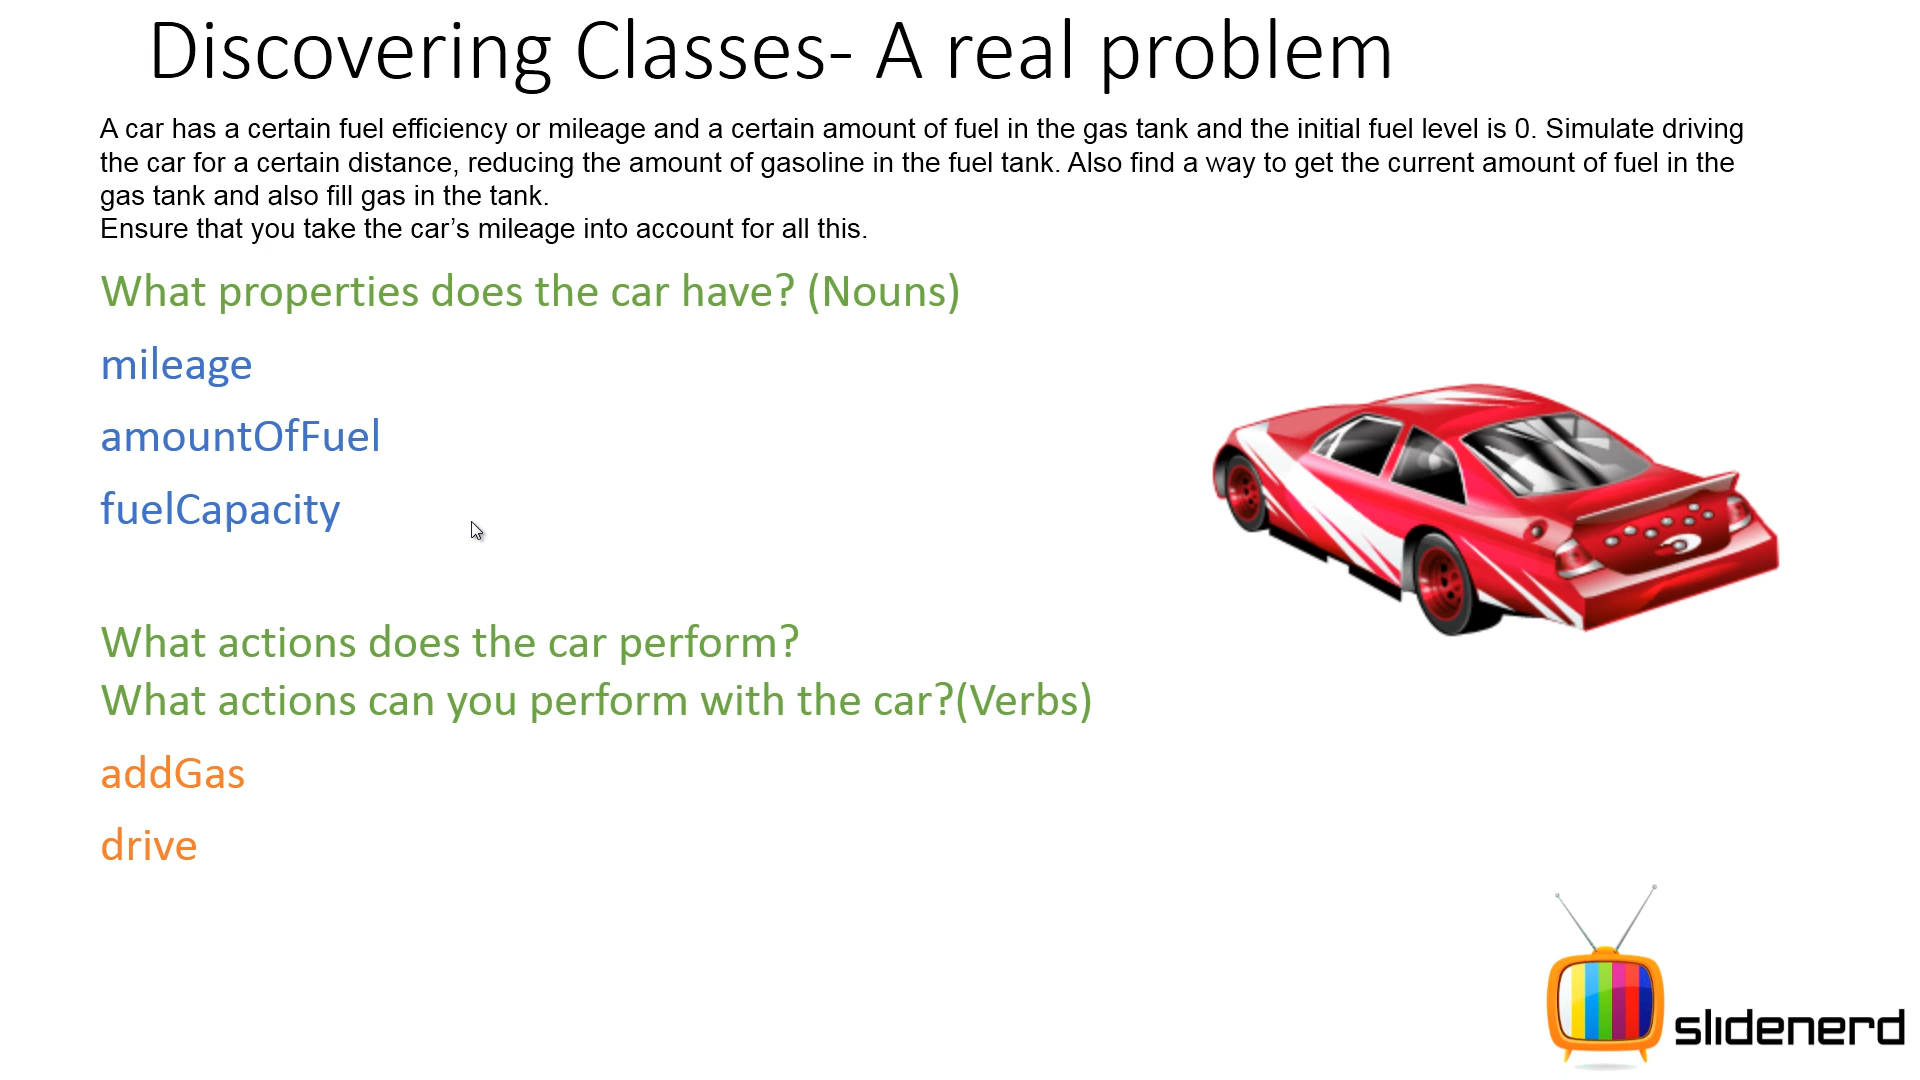 Discovering Classes- A real problem
A car has a certain fuel efficiency or mileage and a certain amount of fuel in the gas tank and the initial fuel level is 0. Simulate driving
the car for a certain distance, reducing the amount of gasoline in the fuel tank. Also find a way to get the current amount of fuel in the
gas tank and also fill gas in the tank.
Ensure that you take the car’s mileage into account for all this.
What properties does the car have? (Nouns)
mileage
amountOfFuel
fuelCapacity
What actions does the car perform?
What actions can you perform with the car?(Verbs)
addGas
drive
slidenerd